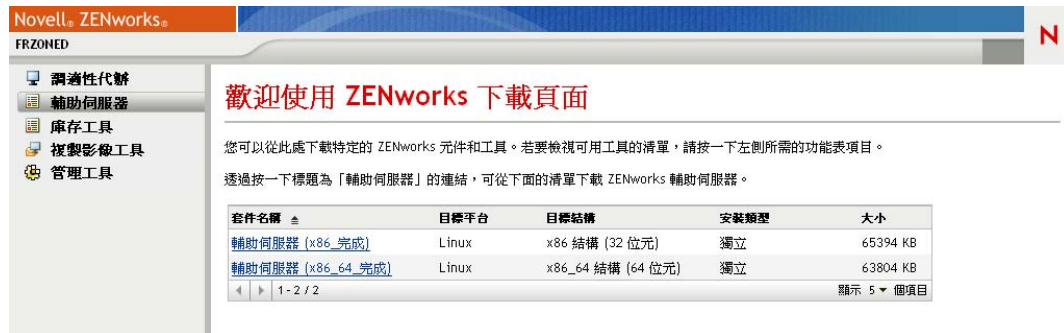 Novell® ZENworks®
FRZONED
N
調適性代辦
輔助伺服器
庫存工具
複製影像工具
管理工具
歡迎使用 ZENworks 下載頁面
您可以從此處下載特定的 ZENworks 元件和工具。若要檢視可用工具的清單，請按一下左側所需的功能表項目。
透過按一下標題為「輔助伺服器」的連結，可從下面的清單下載 ZENworks 輔助伺服器。
套件名稱 目標平台 目標結構 安裝類型 大小
輔助伺服器 (x86_完成) Linux x86 結構 (32 位元) 獨立 65394 KB
輔助伺服器 (x86_64_完成) Linux x86_64 結構 (64 位元) 獨立 63804 KB
1 - 2 / 2 顯示 5 個項目